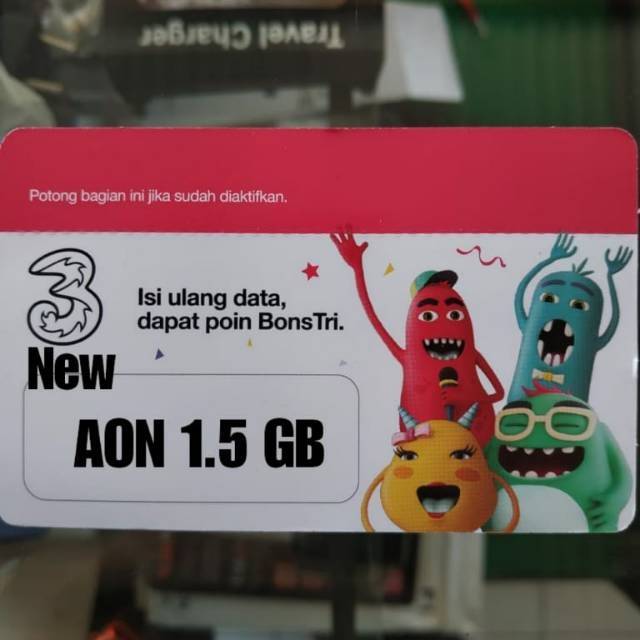 Travel Charger
Potong bagian ini jika sudah diaktifkan.
3
Isi ulang data,
dapat poin BonsTri.
New
AON 1.5 GB